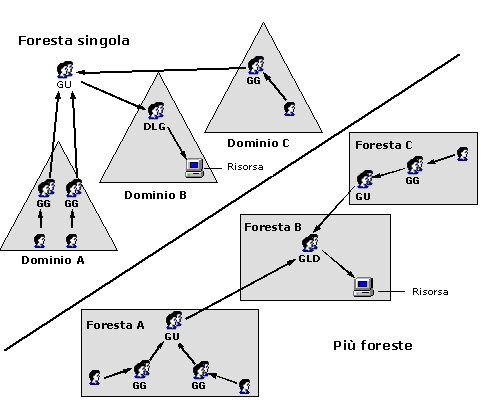 Foresta singola
GU
GG
DLG
Dominio C
Risorsa
Dominio B
GG GG
Dominio A
Foresta C
GG
GU
Foresta B
GLD
Risorsa
Foresta A
GU
GG GG
Più foreste